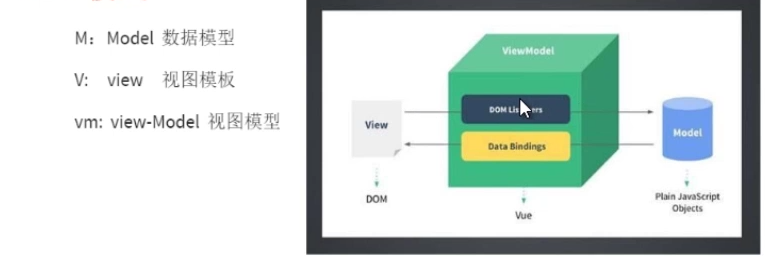 M：Model 数据模型
V:  view  视图模板
vm: view-Model 视图模型
ViewModel
View
DOM Listeners
Data Bindings
Model
DOM
Vue
Plain JavaScript
Objects